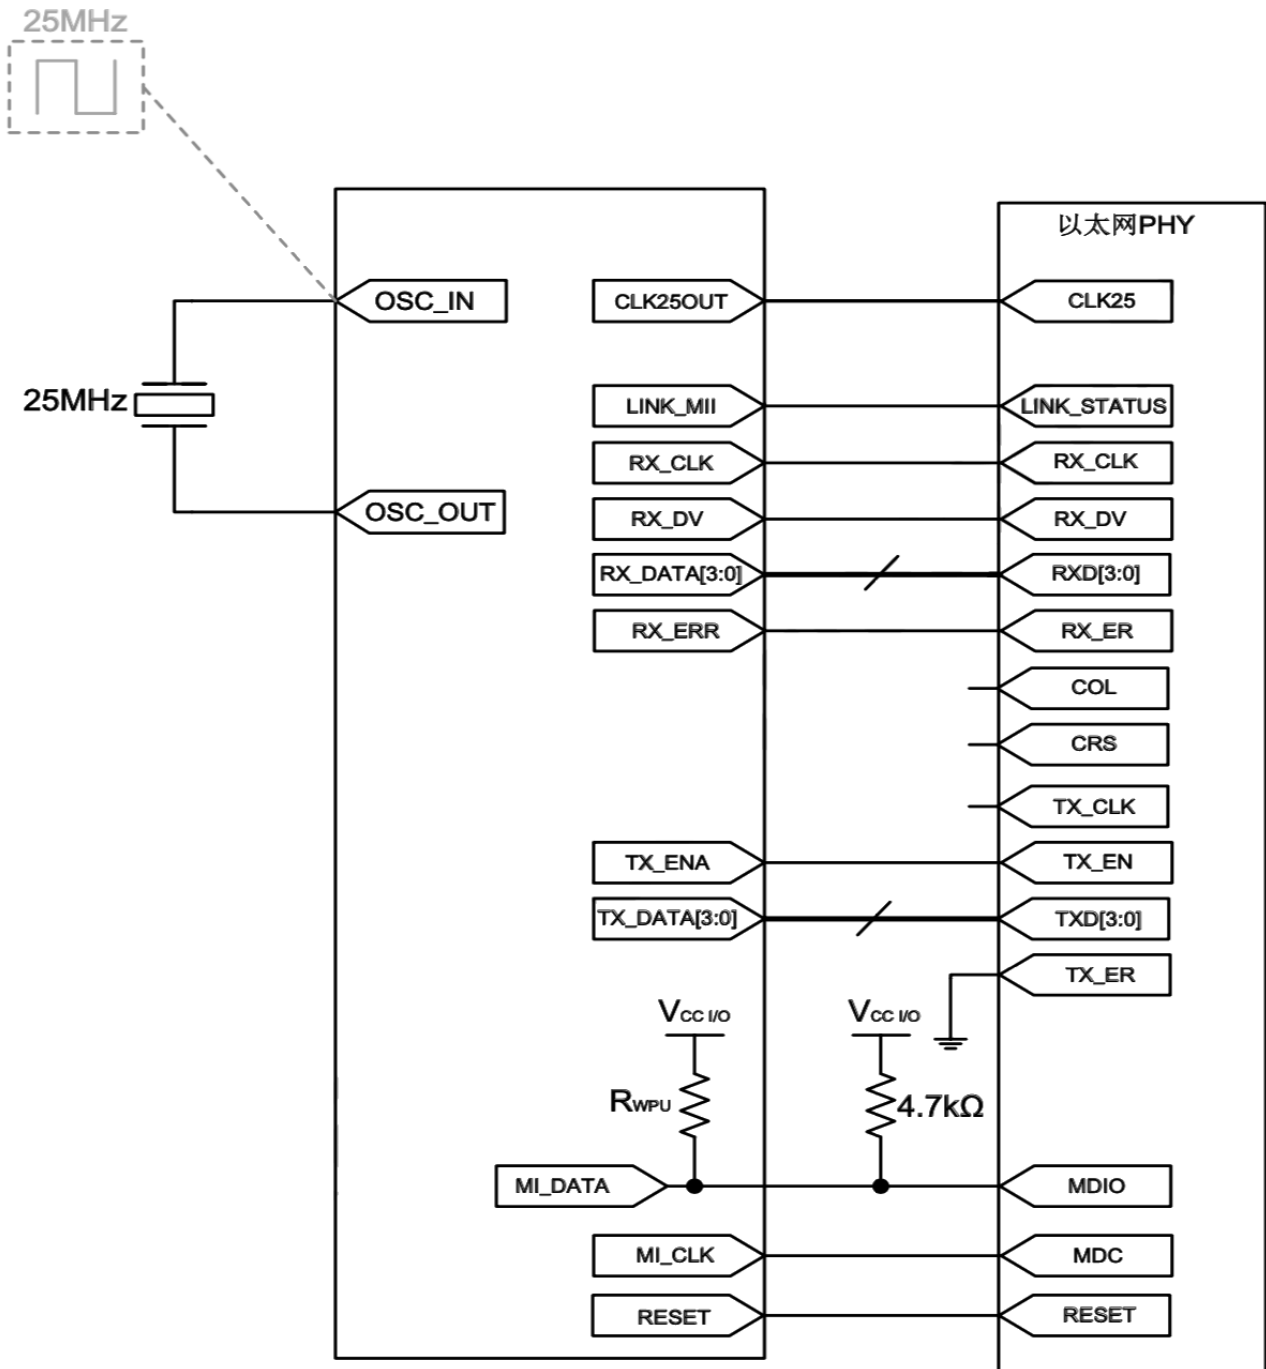 25MHz
以太网PHY
OSC_IN
CLK25OUT
CLK25
25MHz
LINK_MII
LINK_STATUS
RX_CLK
RX_CLK
OSC_OUT
RX_DV
RX_DV
RX_DATA[3:0]
RXD[3:0]
RX_ERR
RX_ER
COL
CRS
TX_CLK
TX_ENA
TX_EN
TX_DATA[3:0]
TXD[3:0]
TX_ER
VCC I/O
VCC I/O
RWPU
4.7kΩ
MI_DATA
MDIO
MI_CLK
MDC
RESET
RESET